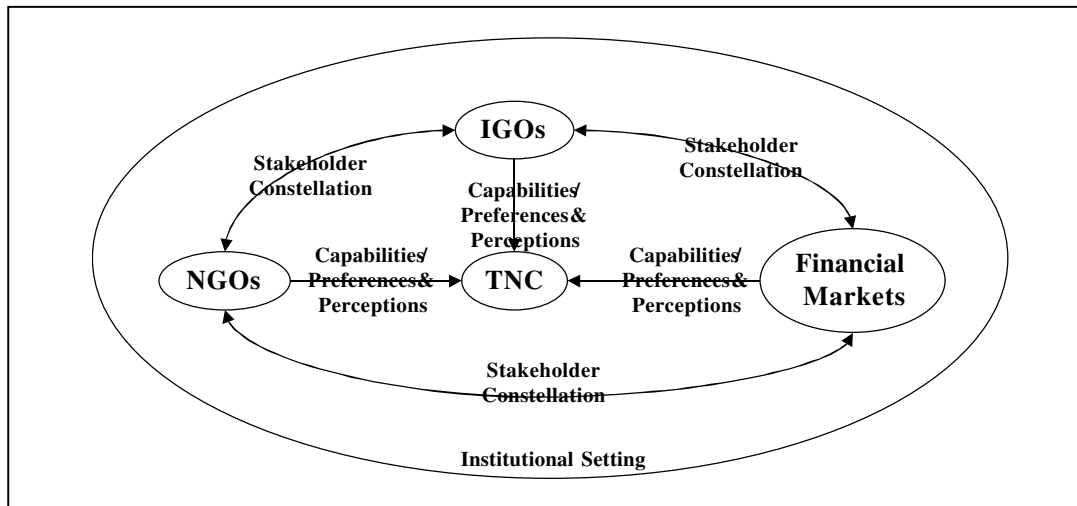 IGOs
Stakeholder
Constellation
Stakeholder
Constellation
Capabilities/
Preferences &
Perceptions
NGOs
Capabilities/
Preferences &
Perceptions
TNC
Capabilities/
Preferences &
Perceptions
Financial
Markets
Stakeholder
Constellation
Institutional Setting